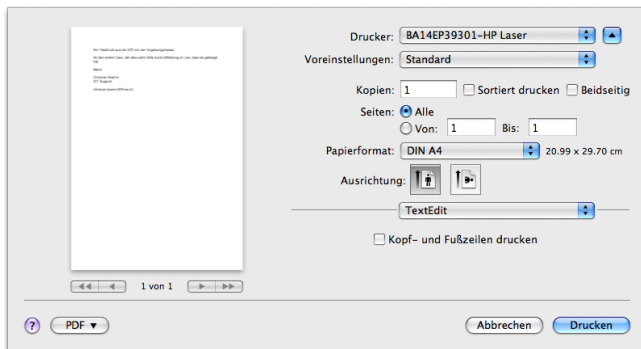 Drucker: BA14EP39301-HP Laser
Voreinstellungen: Standard
Kopien: 1 Sortiert drucken Beidseitig
Seiten: Alle
Von: 1 Bis: 1
Papierformat: DIN A4 20.99 x 29.70 cm
Ausrichtung:
TextEdit
Kopf- und Fußzeilen drucken
1 von 1
? PDF Abbrechen Drucken